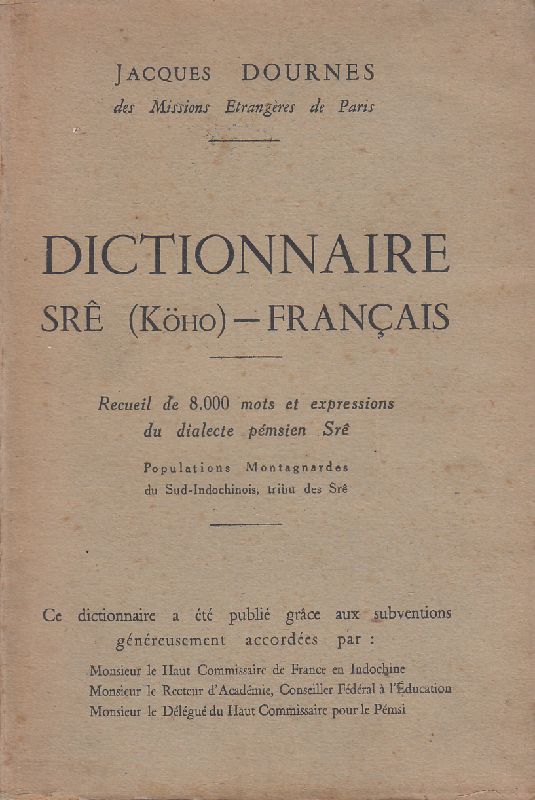 JACQUES DOURNES
des Missions Etrangères de Paris
DICTIONNAIRE
SRÊ (KÖHO) — FRANÇAIS
Recueil de 8.000 mots et expressions
du dialecte pémsien Srê
Populations Montagnardes
du Sud-Indochinois, tribu des Srê
Ce dictionnaire a été publié grâce aux subventions
généreusement accordées par :
Monsieur le Haut Commissaire de France en Indochine
Monsieur le Recteur d'Académie, Conseiller Fédéral à l'Éducation
Monsieur le Délégué du Haut Commissaire pour le Pémsi